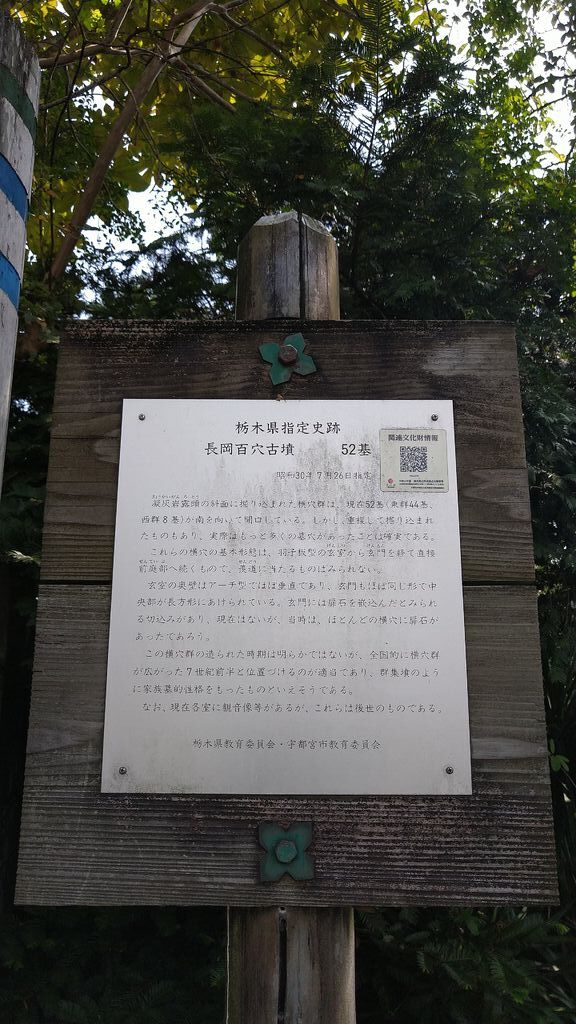 栃木県指定史跡
長岡百穴古墳　52基
関連文化財情報
昭和30年7月26日指定
凝灰岩露頭の斜面に掘り込まれた横穴群は、現在52基(東群44基、
西群8基)が南を向いて開口している。しかし、重複して掘り込まれ
たものもあり、実際はもっと多くの墓穴があったことは確実である。
これらの横穴の基本形態は、羽子板型の玄室から玄門を経て直接
前庭部へ続くもので、羨道に当たるものはみられない。
玄室の奥壁はアーチ型でほぼ垂直であり、玄門もほぼ同じ形で中
央部が長方形にあけられている。玄門には扉石を嵌込んだとみられ
る切込みがあり、現在はないが、当時は、ほとんどの横穴に扉石が
あったであろう。
この横穴群の造られた時期は明らかではないが、全国的に横穴群
が広がった7世紀前半と位置づけるのが適当であり、群集墳のよう
に家族墓的性格をもったものといえそうである。
なお、現在各室に観音像等があるが、これらは後世のものである。
栃木県教育委員会・宇都宮市教育委員会